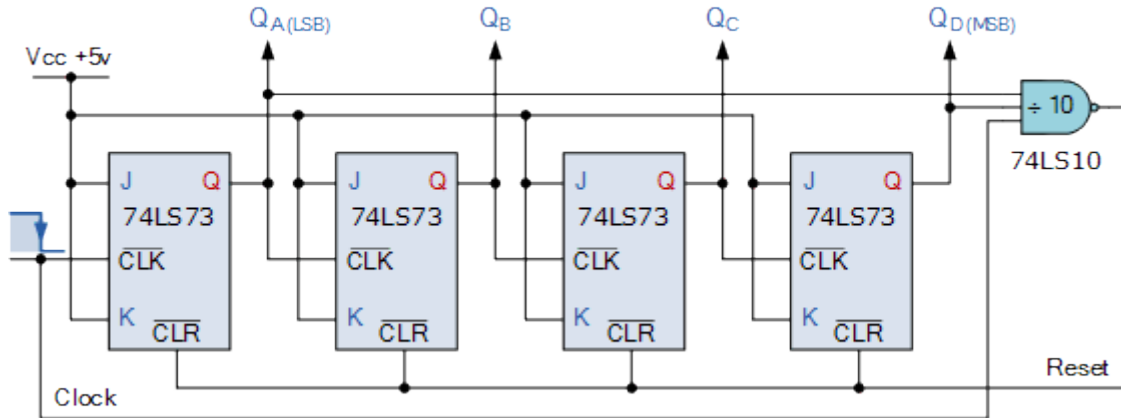 QA(LSB) QB QC QD(MSB)
Vcc +5v
÷ 10
74LS10
J Q J Q J Q J Q
74LS73 74LS73 74LS73 74LS73
CLK CLK CLK CLK
K CLR K CLR K CLR K CLR
Reset
Clock